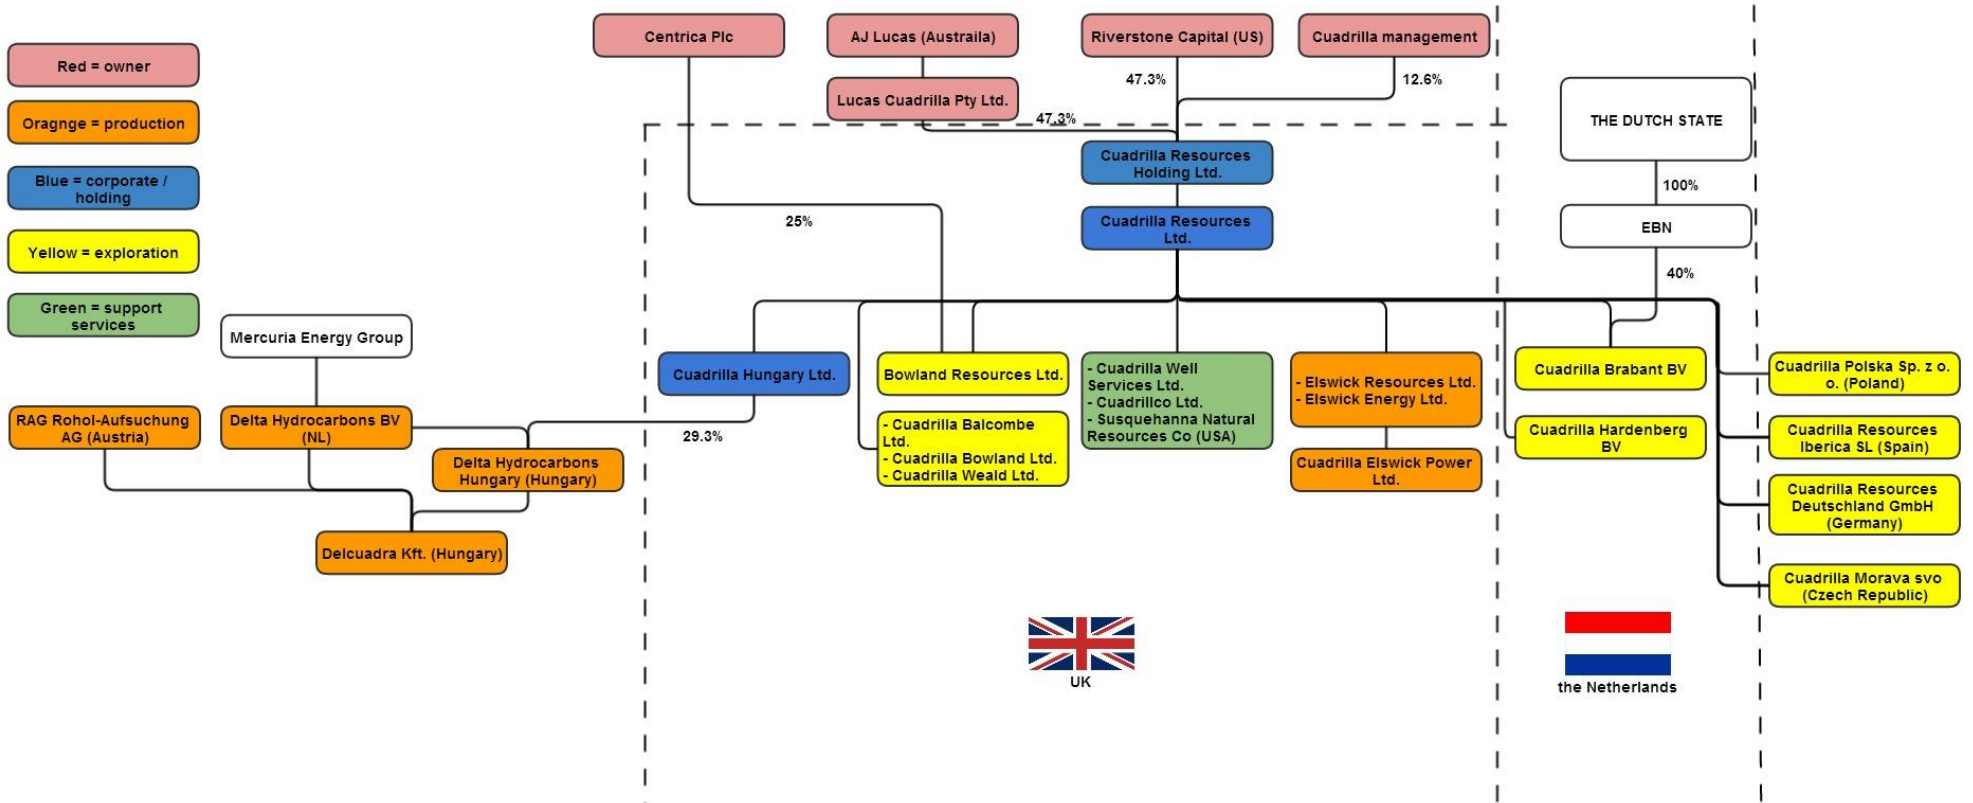 Red = owner
Oragnge = production
Blue = corporate /
holding
Yellow = exploration
Green = support
services
Centrica Plc
AJ Lucas (Austraila)
Riverstone Capital (US)
Cuadrilla management
Lucas Cuadrilla Pty Ltd.
47.3%
12.6%
47.3%
THE DUTCH STATE
Cuadrilla Resources
Holding Ltd.
100%
25%
Cuadrilla Resources
Ltd.
EBN
40%
Mercuria Energy Group
Cuadrilla Hungary Ltd.
Bowland Resources Ltd.
- Cuadrilla Well
Services Ltd.
- Cuadrillco Ltd.
- Susquehanna Natural
Resources Co (USA)
- Elswick Resources Ltd.
- Elswick Energy Ltd.
Cuadrilla Brabant BV
Cuadrilla Polska Sp. z o.
o. (Poland)
RAG Rohol-Aufsuchung
AG (Austria)
Delta Hydrocarbons BV
(NL)
29.3%
- Cuadrilla Balcombe
Ltd.
- Cuadrilla Bowland Ltd.
- Cuadrilla Weald Ltd.
Cuadrilla Hardenberg
BV
Cuadrilla Resources
Iberica SL (Spain)
Delta Hydrocarbons
Hungary (Hungary)
Cuadrilla Elswick Power
Ltd.
Cuadrilla Resources
Deutschland GmbH
(Germany)
Delcuadra Kft. (Hungary)
Cuadrilla Morava svo
(Czech Republic)
UK
the Netherlands